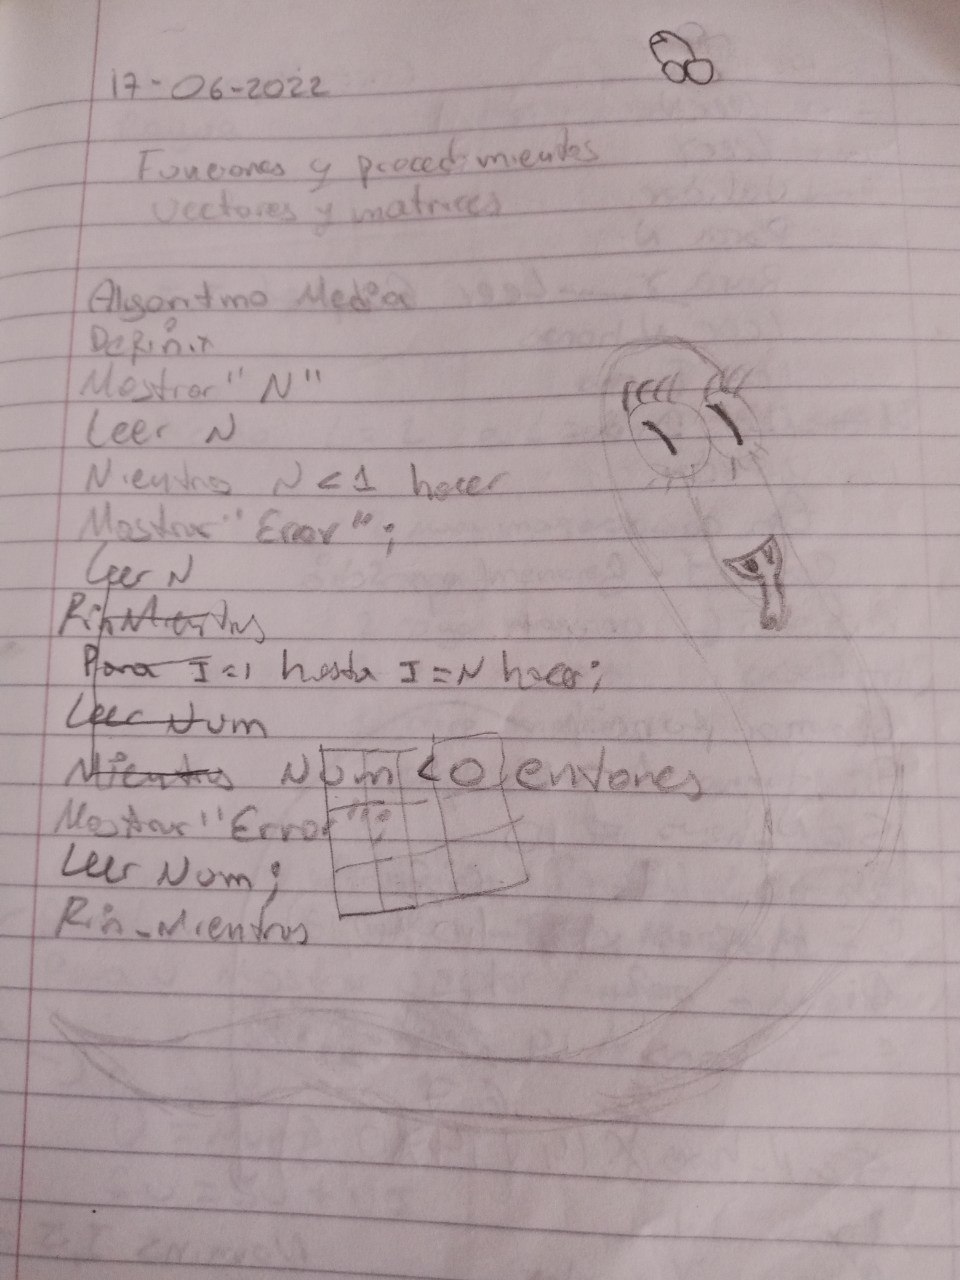 17-06-2022
Funciones y procedimientos
vectores y matrices
Algoritmo Media
Definir
Mostrar "N"
Leer N
Mientras N < 1 hacer
Mostrar "Error";
Leer N
Fin Mientras
Para I=1 hasta I=N hacer;
Leer Num
Mientras Num < 0 entonces
Mostrar "Error";
Leer Num;
Fin_Mientras